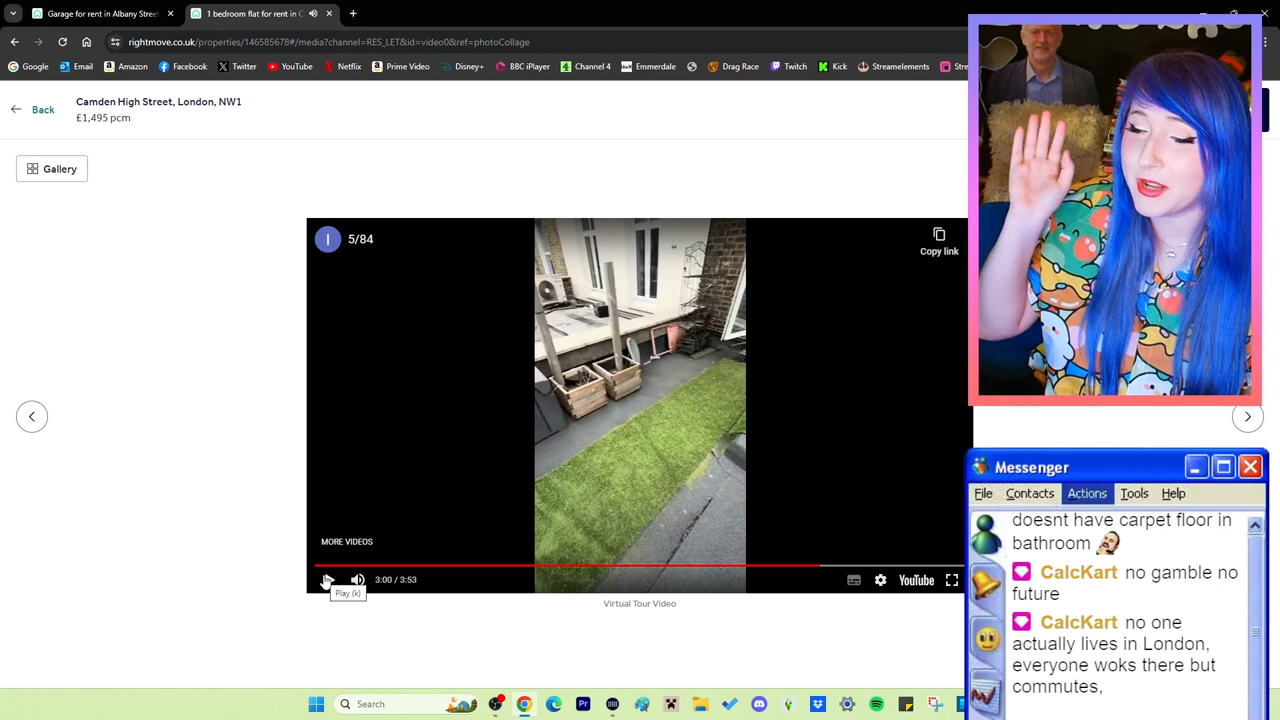 Garage for rent in Albany Street
1 bedroom flat for rent in C
rightmove.co.uk/properties/146585678#/media?channel=RES_LET&id=video0&ref=photoCollage
Google Email Amazon Facebook Twitter YouTube Netflix Prime Video Disney+ BBC iPlayer Channel 4 Emmerdale Drag Race Twitch Kick Streamelements Stre
Back
Camden High Street, London, NW1
£1,495 pcm
Gallery
I 5/84
Copy link
MORE VIDEOS
3:00 / 3:53
YouTube
Play (k)
Virtual Tour Video
Messenger
File Contacts Actions Tools Help
doesnt have carpet floor in
bathroom
CalcKart no gamble no
future
CalcKart no one
actually lives in London,
everyone woks there but
commutes,
Search
Pr